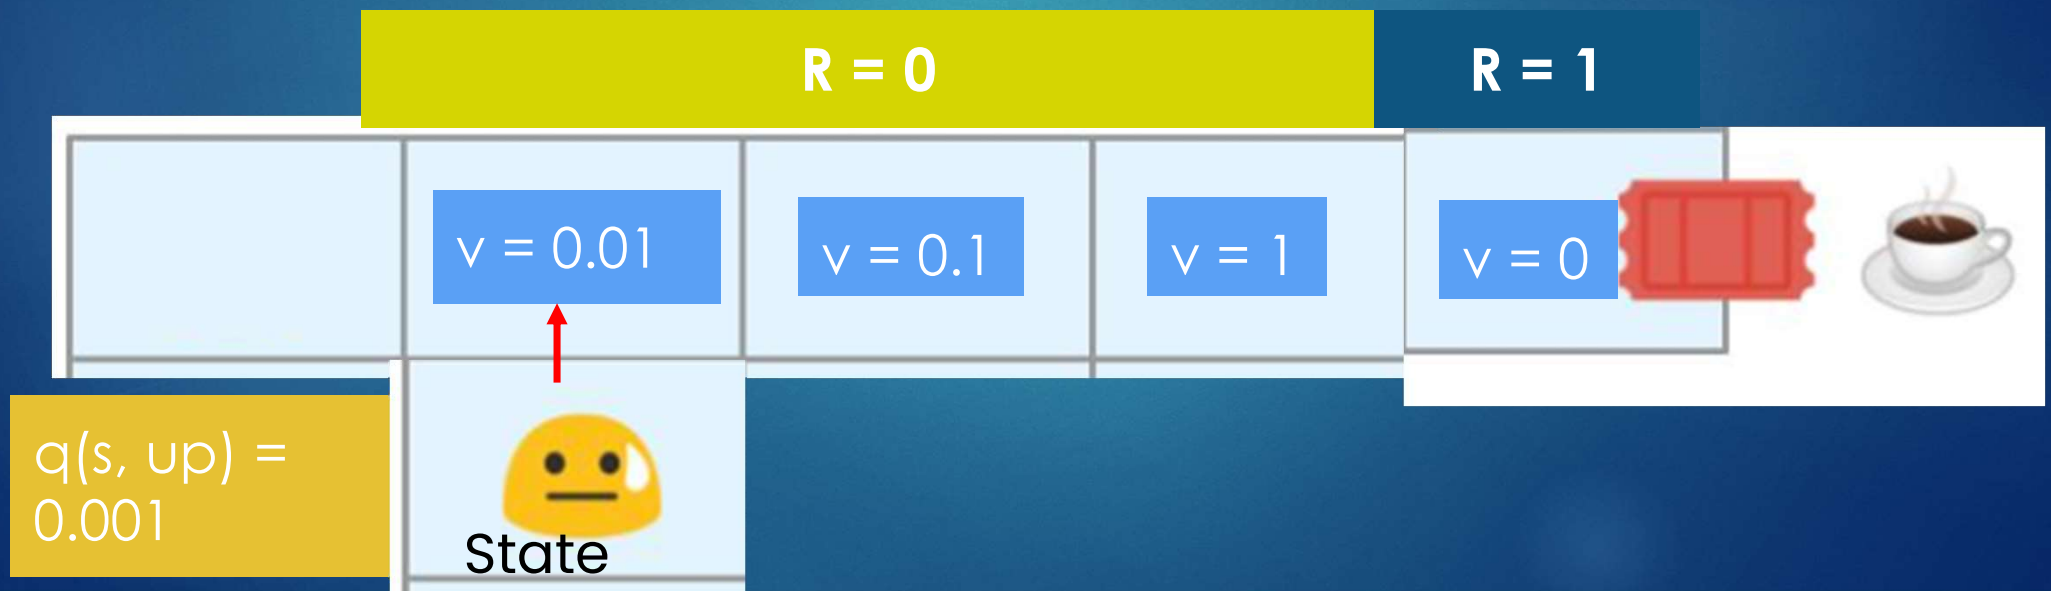 R = 0
R = 1
v = 0.01
v = 0.1
v = 1
v = 0
q(s, up) =
0.001
State